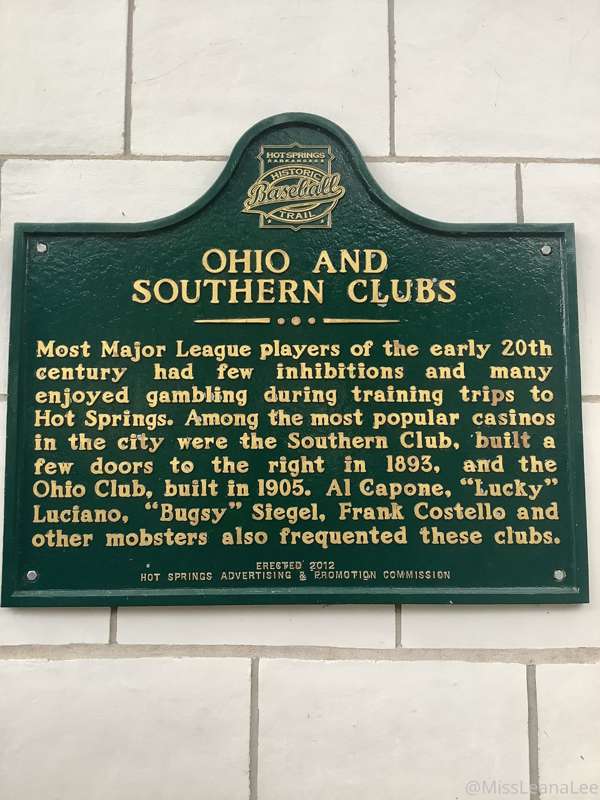 HOT SPRINGS
ARKANSAS
HISTORIC
Baseball
TRAIL
OHIO AND
SOUTHERN CLUBS
Most Major League players of the early 20th
century had few inhibitions and many
enjoyed gambling during training trips to
Hot Springs. Among the most popular casinos
in the city were the Southern Club, built a
few doors to the right in 1893, and the
Ohio Club, built in 1905. Al Capone, “Lucky”
Luciano, “Bugsy” Siegel, Frank Costello and
other mobsters also frequented these clubs.
ERECTED 2012
HOT SPRINGS ADVERTISING & PROMOTION COMMISSION
@MissLeanaLee